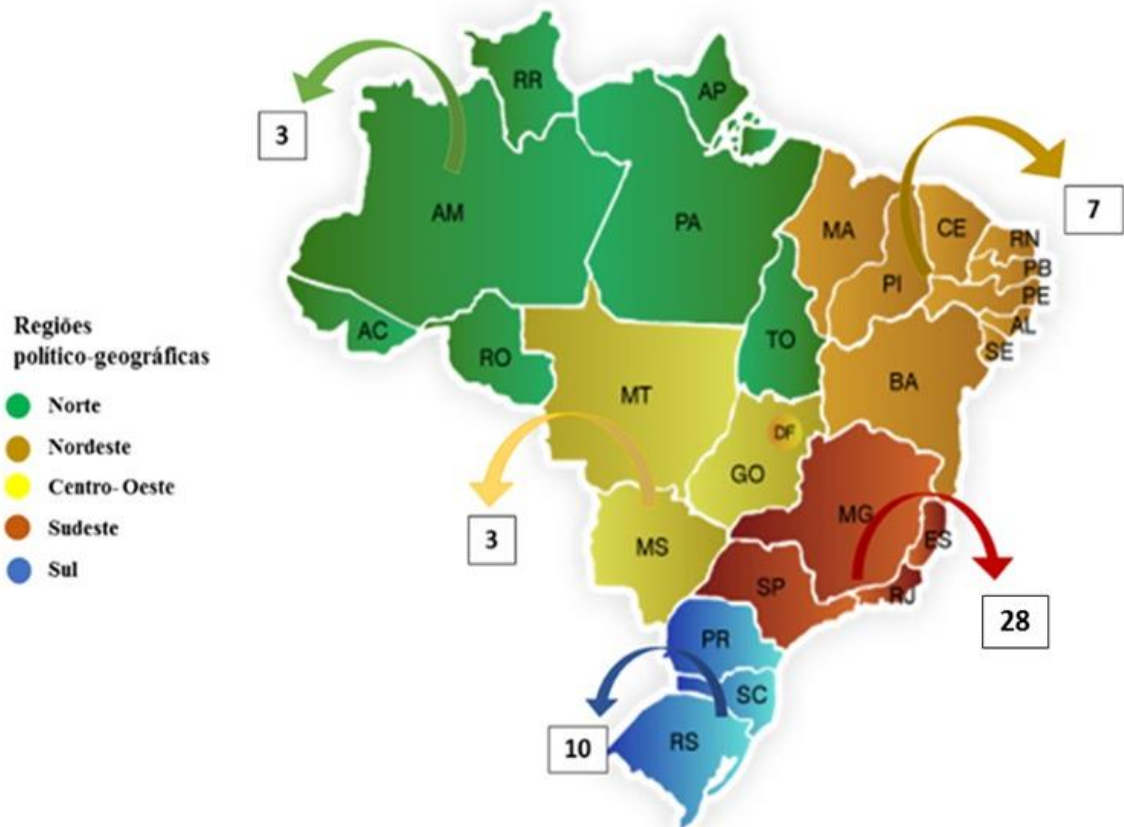 RR
AP
3
AM
PA
MA
CE
RN
7
PI
PB
PE
AL
SE
AC
RO
TO
BA
MT
DF
GO
MG
ES
3
MS
SP
RJ
28
PR
SC
10
RS
Regiões
político-geográficas
Norte
Nordeste
Centro- Oeste
Sudeste
Sul